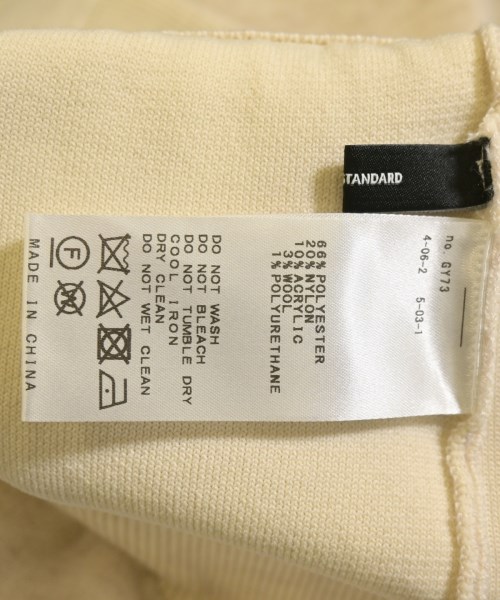 STANDARD
no GY73
4-06-2 5-03-1
66% POLYESTER
20% NYLON
10% ACRYLIC
3% WOOL
1% POLYURETHANE
DO NOT WASH
DO NOT BLEACH
DO NOT TUMBLE DRY
COOL IRON
DRY CLEAN
DO NOT WET CLEAN
F W
MADE IN CHINA